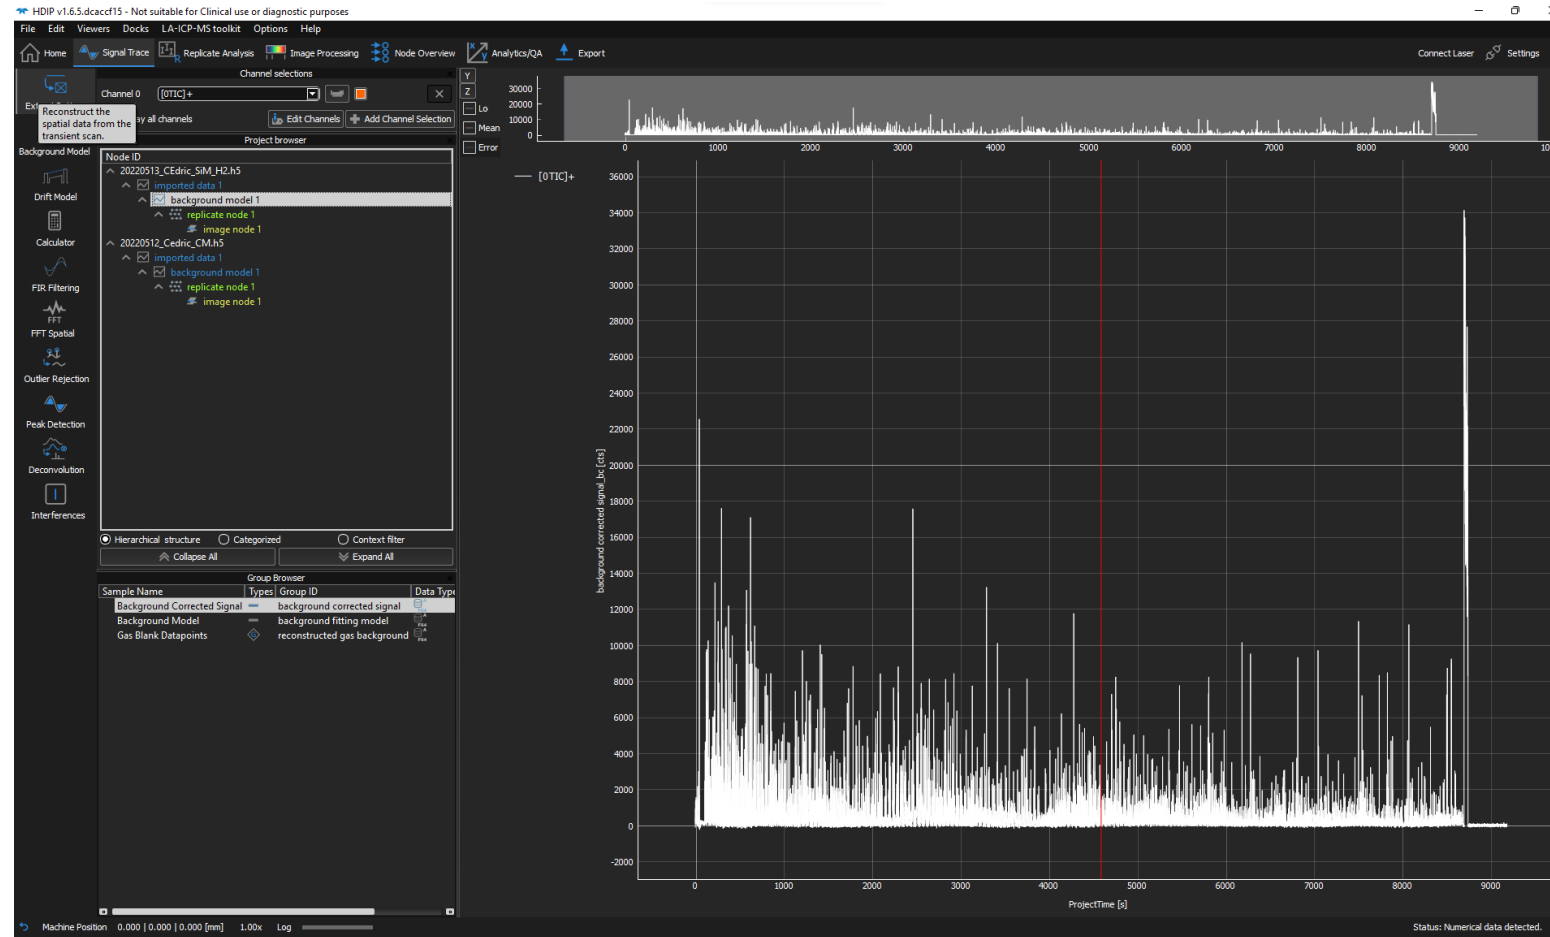 HDIP v1.6.5.dcaccf15 - Not suitable for Clinical use or diagnostic purposes
File Edit Viewers Docks LA-ICP-MS toolkit Options Help
Home Signal Trace Replicate Analysis Image Processing Node Overview Analytics/QA Export Connect Laser Settings
Channel selections
Channel 0 [0TIC]+
Reconstruct the
spatial data from the
transient scan.
ay all channels Edit Channels Add Channel Selection
Background Model
Drift Model
Calculator
FIR Filtering
FFT
FFT Spatial
Outlier Rejection
Peak Detection
Deconvolution
Interferences
Project browser
Node ID
20220513_CEdric_SiM_H2.h5
imported data 1
background model 1
replicate node 1
image node 1
20220512_Cedric_CM.h5
imported data 1
background model 1
replicate node 1
image node 1
Hierarchical structure Categorized Context filter
Collapse All Expand All
Group Browser
Sample Name Types Group ID Data Type
Background Corrected Signal background corrected signal
Background Model background fitting model
Gas Blank Datapoints reconstructed gas background
Y
Z
Lo
Mean
Error
30000
20000
10000
0
0 1000 2000 3000 4000 5000 6000 7000 8000 9000 10
[0TIC]+
36000
34000
32000
30000
28000
26000
24000
22000
20000
18000
16000
14000
12000
10000
8000
6000
4000
2000
0
-2000
background corrected signal_bc [cts]
0 1000 2000 3000 4000 5000 6000 7000 8000 9000
ProjectTime [s]
Machine Position 0.000 | 0.000 | 0.000 [mm] 1.00x Log Status: Numerical data detected.